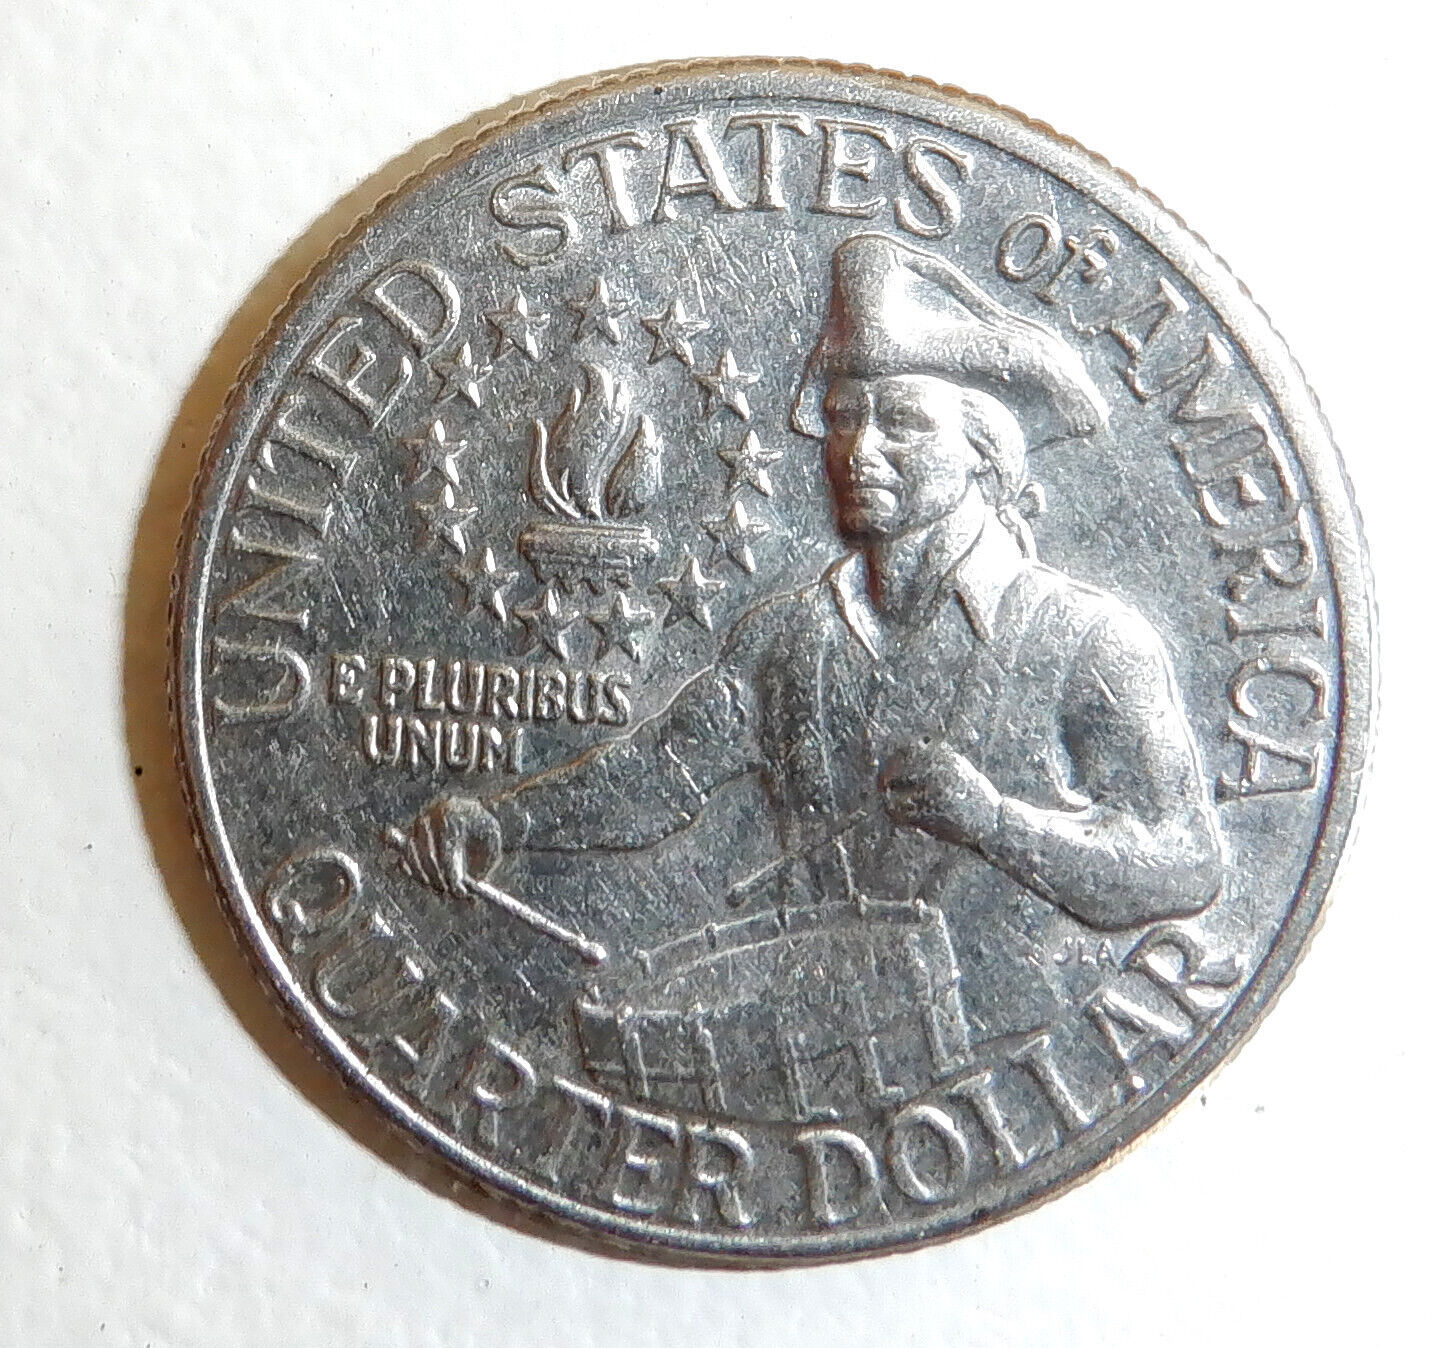 UNITED STATES OF AMERICA
E PLURIBUS
UNUM
JLA
QUARTER DOLLAR